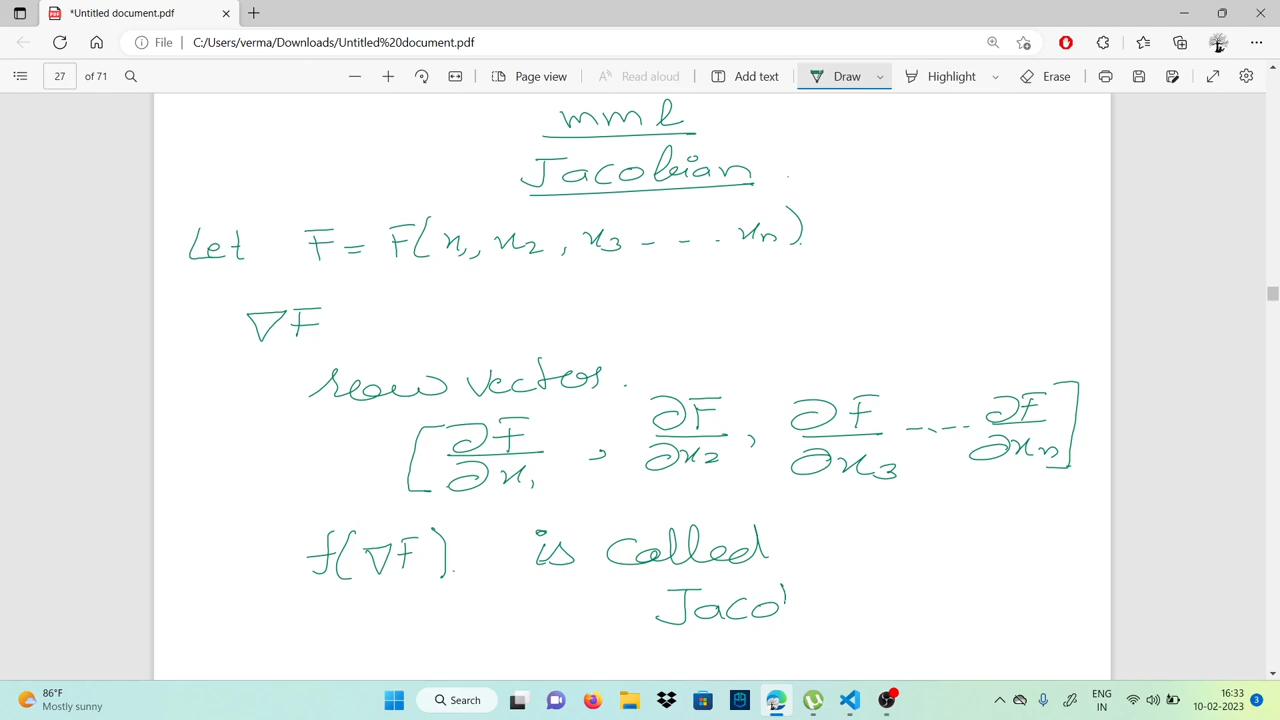 *Untitled document.pdf
File C:/Users/verma/Downloads/Untitled%20document.pdf
27 of 71 Page view Read aloud Add text Draw Highlight Erase
mml
Jacobian
Let F = F(x1, x2, x3 - - . . xn).
∇F
row vector.
[∂F/∂x1, ∂F/∂x2, ∂F/∂x3 ...... ∂F/∂xn]
f(∇F). is called
Jaco
86°F
Mostly sunny
Search
ENG
IN
16:33
10-02-2023
3